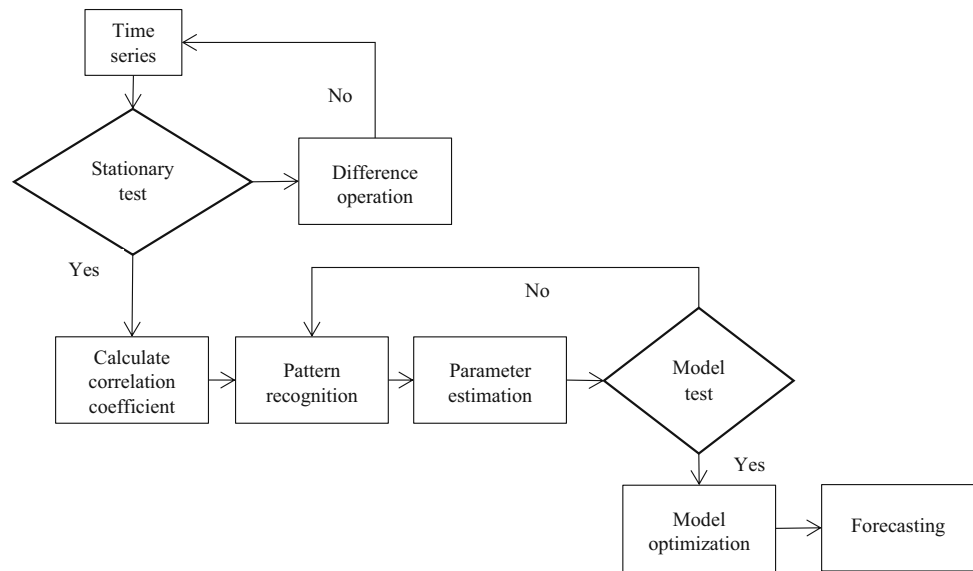 Time
series
No
Stationary
test
Difference
operation
Yes
No
Calculate
correlation
coefficient
Pattern
recognition
Parameter
estimation
Model
test
Yes
Model
optimization
Forecasting